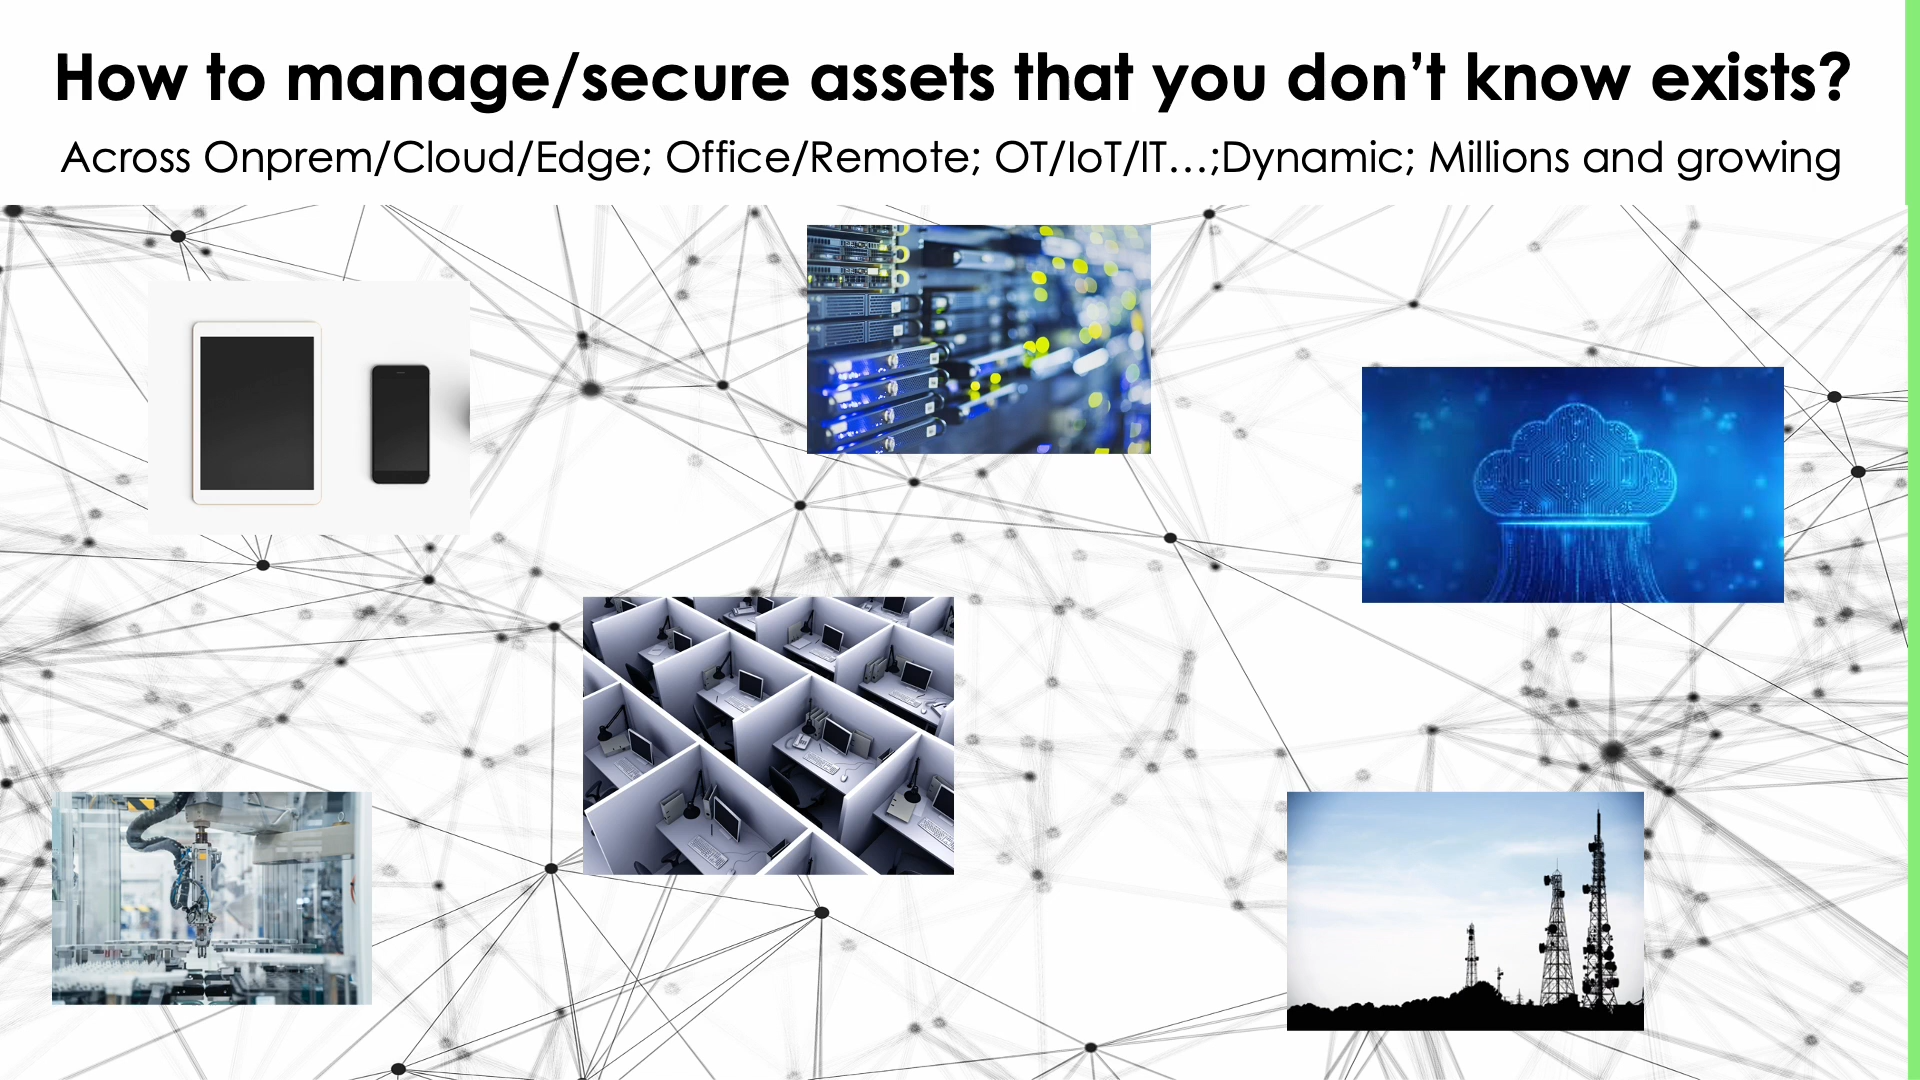 How to manage/secure assets that you don’t know exists?
Across Onprem/Cloud/Edge; Office/Remote; OT/IoT/IT…;Dynamic; Millions and growing